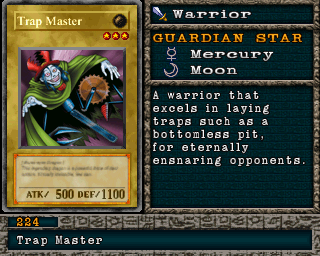 Trap Master
ATK/ 500 DEF/1100
Warrior
GUARDIAN STAR
Mercury
Moon
A warrior that
excels in laying
traps such as a
bottomless pit,
for eternally
ensnaring opponents.
224
Trap Master